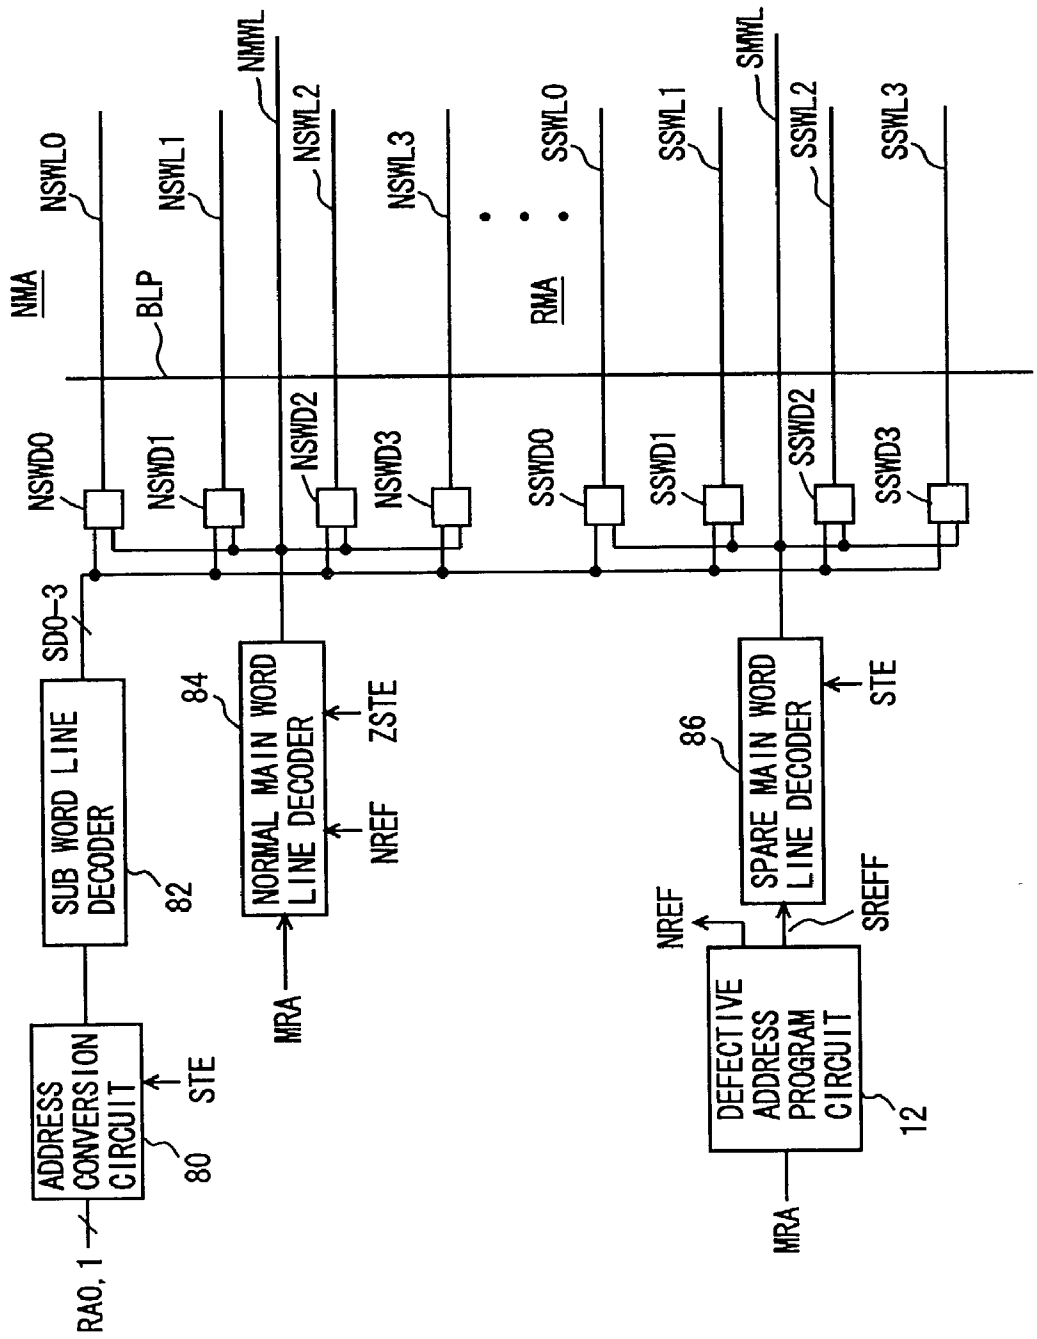 RA0,1
ADDRESS
CONVERSION
CIRCUIT
80
STE
SUB WORD LINE
DECODER
82
SD0-3
MRA
NORMAL MAIN WORD
LINE DECODER
84
NREF
ZSTE
MRA
DEFECTIVE
ADDRESS
PROGRAM
CIRCUIT
12
NREF
SREFF
SPARE MAIN WORD
LINE DECODER
86
STE
NSWD0
NSWD1
NSWD2
NSWD3
SSWD0
SSWD1
SSWD2
SSWD3
NMA
BLP
RMA
NSWL0
NSWL1
NMWL
NSWL2
NSWL3
SSWL0
SSWL1
SMWL
SSWL2
SSWL3